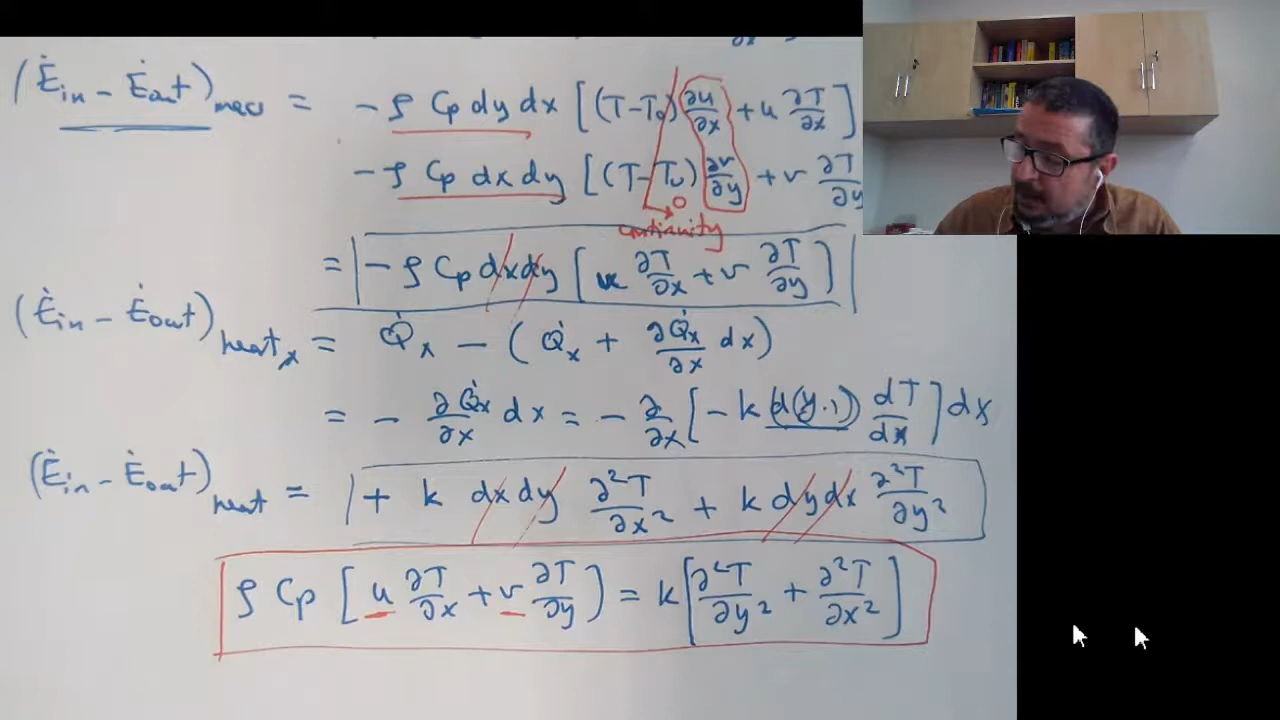 (Ė_in − Ė_out)_mass = − ρ Cp dy dx [(T−T₀) ∂u/∂x + u ∂T/∂x]
− ρ Cp dx dy [(T−T₀) ∂v/∂y + v ∂T/∂y
0
continuity
= − ρ Cp dx dy [u ∂T/∂x + v ∂T/∂y]
(Ė_in − Ė_out)_heat,x = Q̇_x − (Q̇_x + ∂Q̇_x/∂x dx)
= − ∂Q̇_x/∂x dx = − ∂/∂x [− k d(y·1) dT/dx] dx
(Ė_in − Ė_out)_heat = + k dx dy ∂²T/∂x² + k dy dx ∂²T/∂y²
ρ Cp [u ∂T/∂x + v ∂T/∂y] = k [∂²T/∂y² + ∂²T/∂x²]